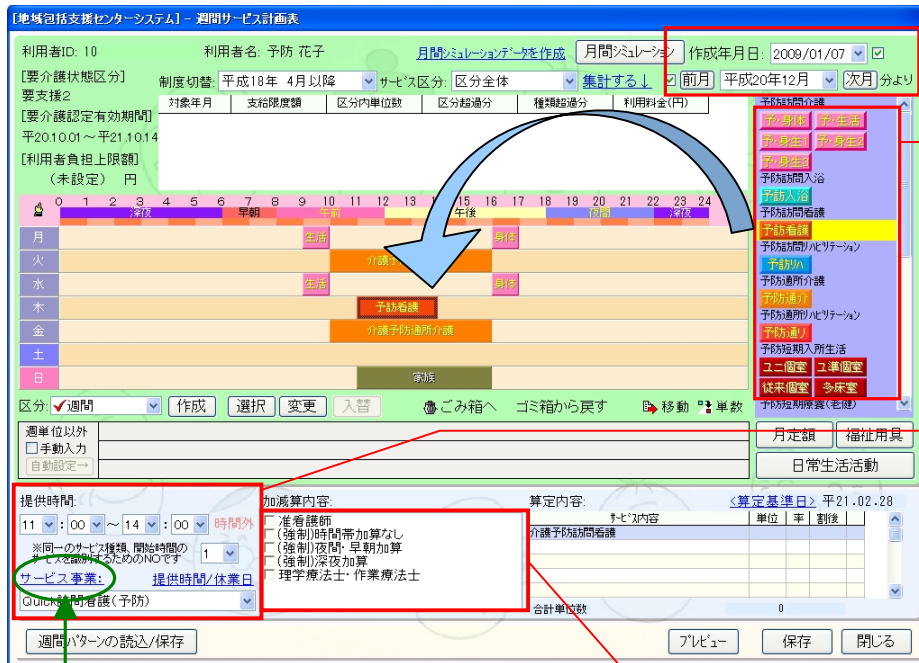 [地域包括支援センターシステム] - 週間サービス計画表
利用者ID: 10 利用者名: 予防 花子 月間シミュレーションデータを作成 月間シミュレーション 作成年月日: 2009/01/07
[要介護状態区分] 制度切替: 平成18年 4月以降 サービス区分: 区分全体 集計する↓ 前月 平成20年12月 次月 分より
要支援2
対象年月 支給限度額 区分内単位数 区分超過分 種類超過分 利用料金(円)
[要介護認定有効期間]
平20.10.01～平21.10.14
[利用者負担上限額]
(未設定) 円
予防訪問介護
予・身体 予・生活
予・身生1 予・身生2
予・身生3
予防訪問入浴
予訪入浴
予防訪問看護
予訪看護
予防訪問リハビリテーション
予訪リハ
予防通所介護
予防通介
予防通所リハビリテーション
予防通リ
予防短期入所生活
ユニ個室 ユ準個室
従来個室 多床室
予防短期療養(老健)
0 1 2 3 4 5 6 7 8 9 10 11 12 13 14 15 16 17 18 19 20 21 22 23 24
深夜 早朝 午前 午後 夜間 深夜
月 生活 身体
火
水 生活 身体
木 予訪看護
金 介護予防通所介護
土
日 家族
区分: 週間 作成 選択 変更 入替 ごみ箱へ ゴミ箱から戻す 移動 単数
週単位以外
手動入力
自動設定→
月定額 福祉用具
日常生活活動
提供時間:
11 : 00 ～ 14 : 00 時間外
※同一のサービス種類、開始時間の
サービスを識別するためのNOです 1
サービス事業: 提供時間/休業日
Quick訪問看護(予防)
加減算内容:
准看護師
(強制)時間帯加算なし
(強制)夜間・早朝加算
(強制)深夜加算
理学療法士・作業療法士
算定内容: <算定基準日> 平21.02.28
サービス内容 単位 率 割後
介護予防訪問看護
合計単位数 0
週間パターンの読込/保存 プレビュー 保存 閉じる